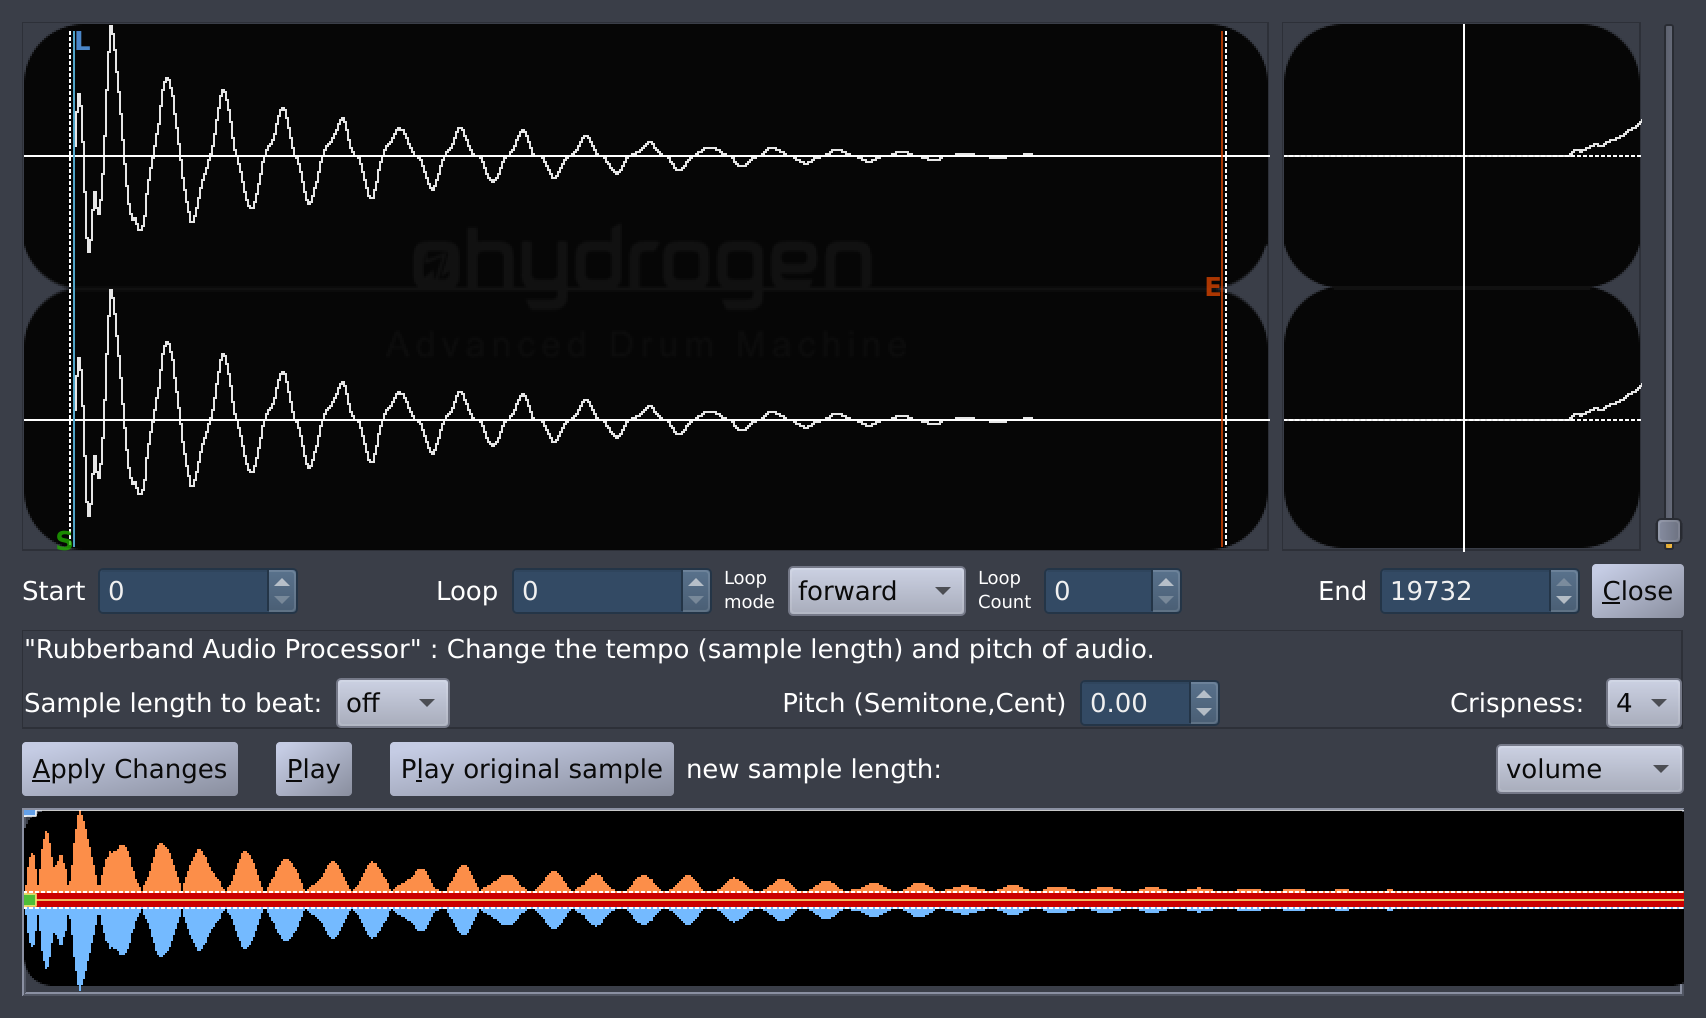 L
hydrogen
E
Advanced Drum Machine
S
Start 0 Loop 0 Loop mode forward Loop Count 0 End 19732 Close
"Rubberband Audio Processor" : Change the tempo (sample length) and pitch of audio.
Sample length to beat: off Pitch (Semitone,Cent) 0.00 Crispness: 4
Apply Changes Play Play original sample new sample length: volume